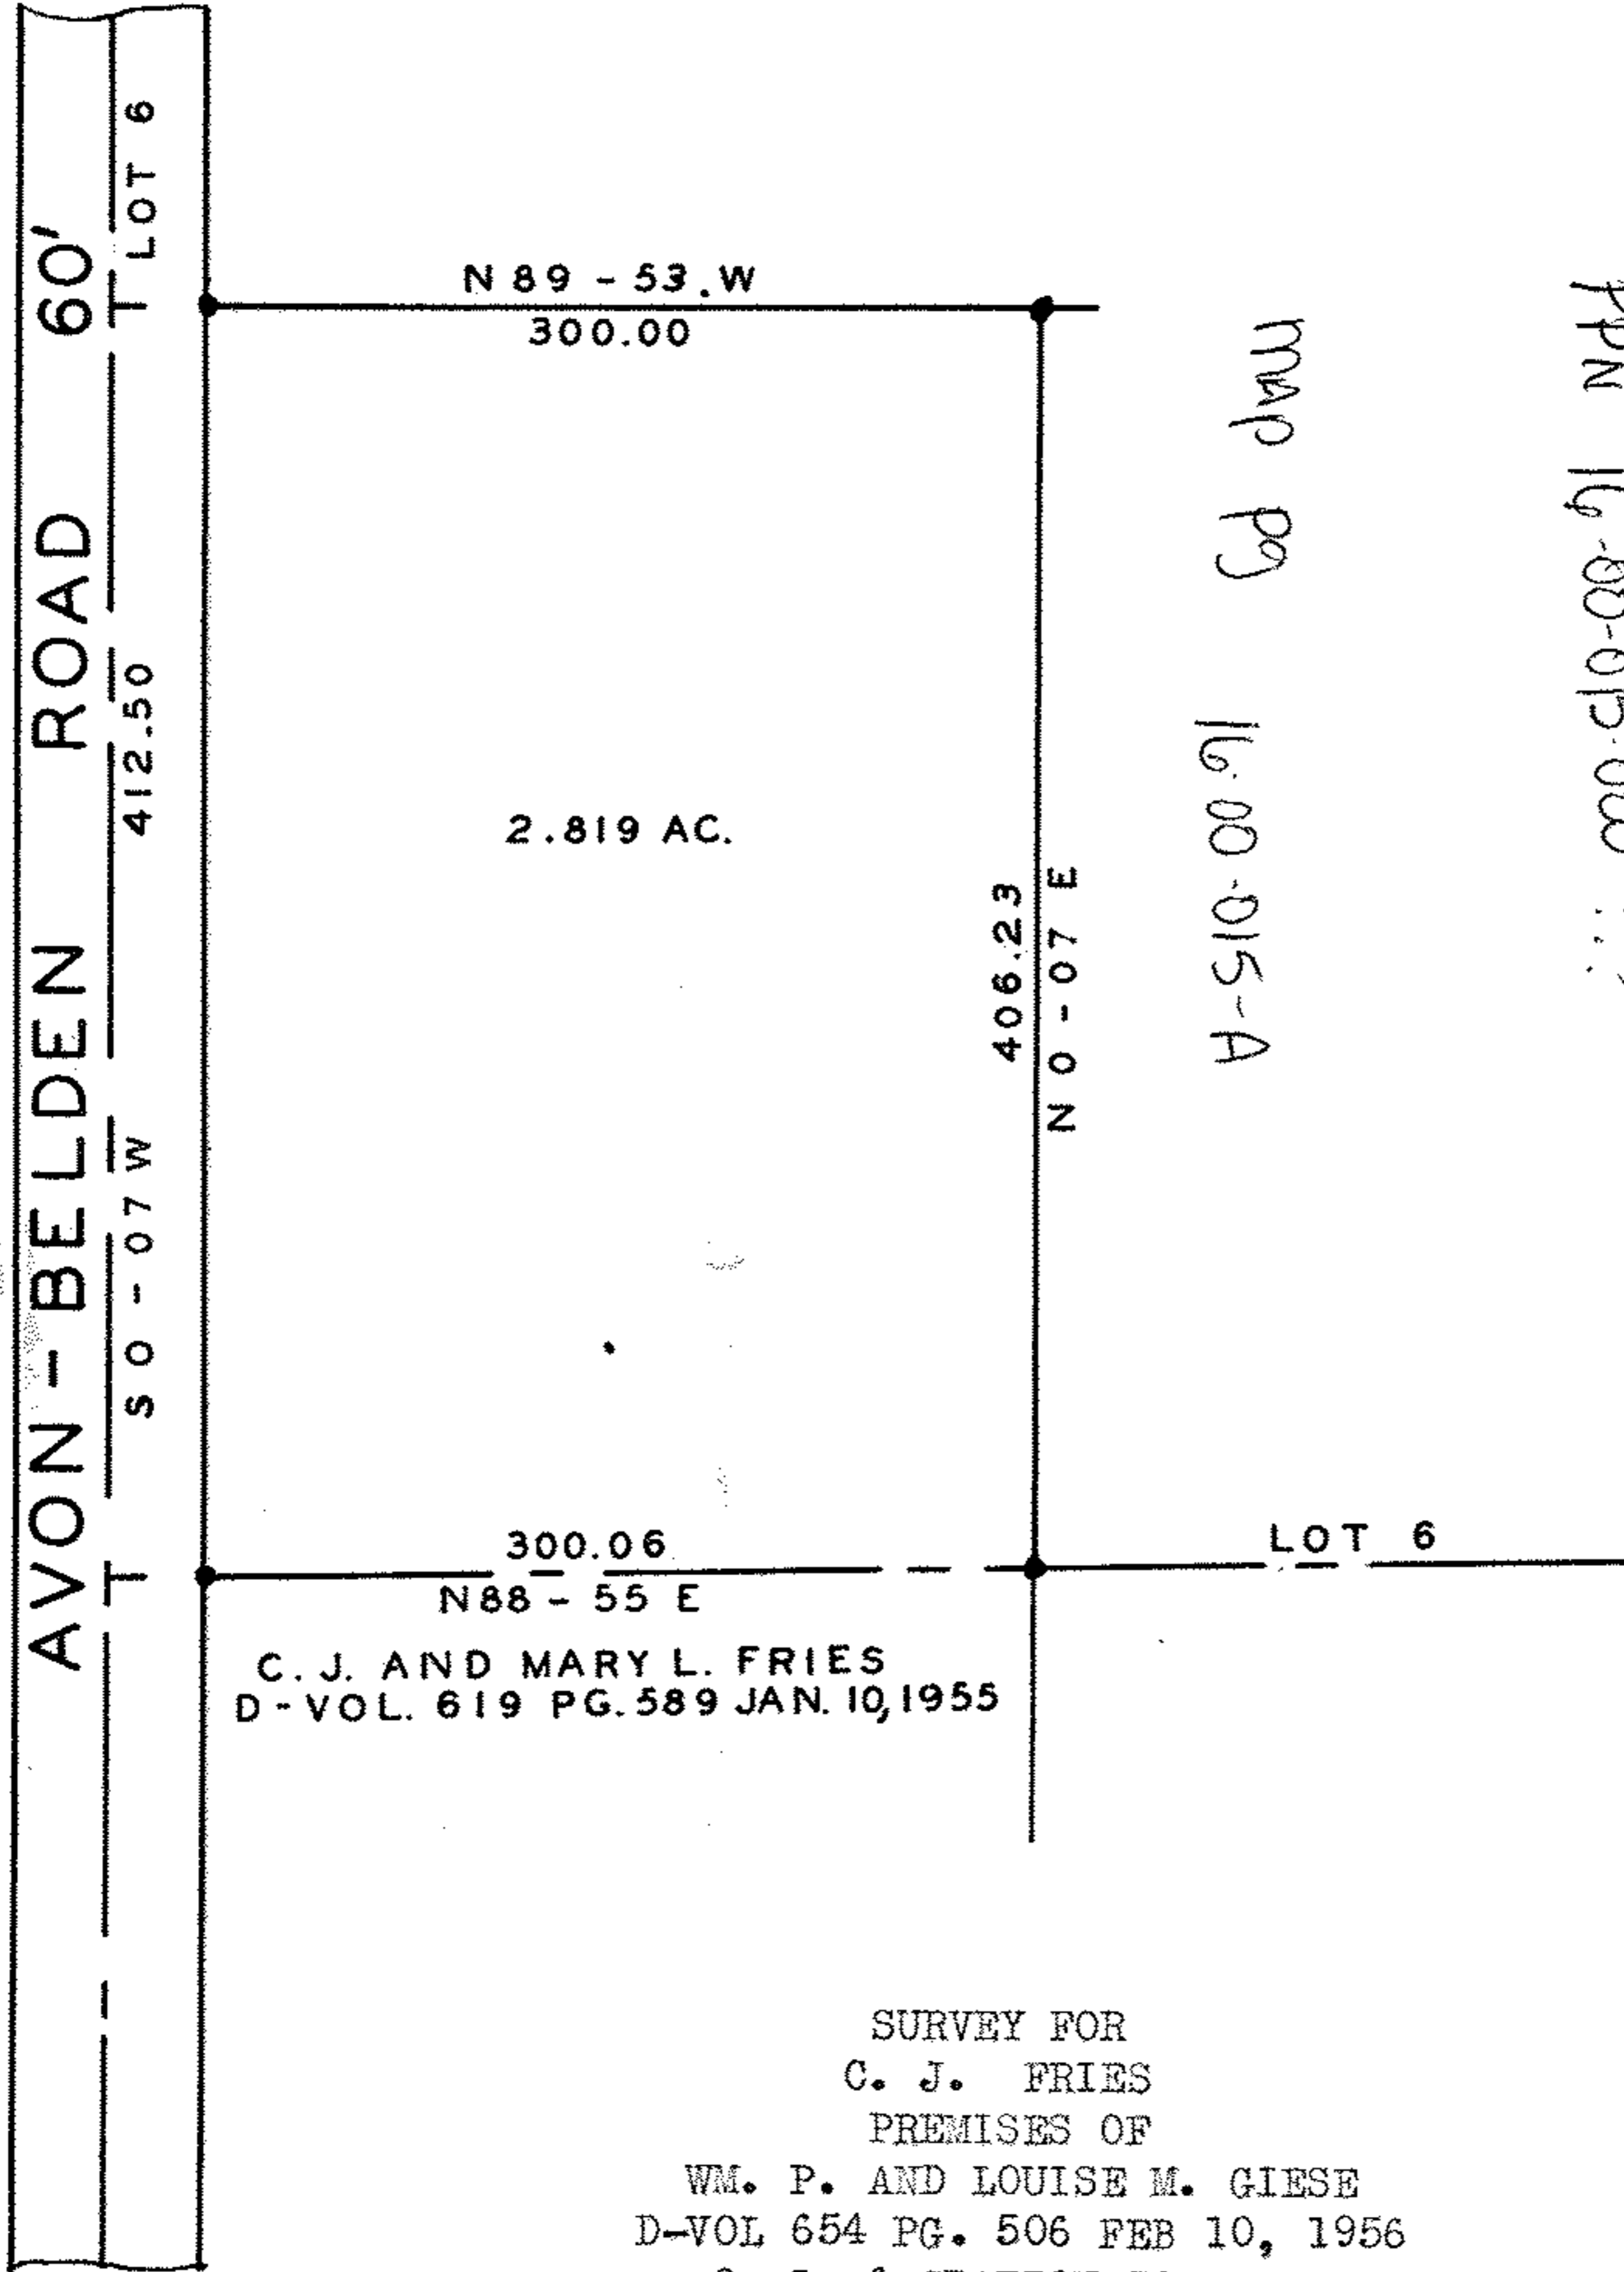 LOT 6
AVON-BELDEN ROAD 60'
N 89 - 53. W
300.00
412.50
S 0 - 07 W
2.819 AC.
406.23
N 0 - 07 E
Map pg 16-00-015-A
PPN 16-00-015-000
300.06
N88 - 55 E
LOT 6
C. J. AND MARY L. FRIES
D-VOL. 619 PG. 589 JAN. 10, 1955
SURVEY FOR
C. J. FRIES
PREMISES OF
WM. P. AND LOUISE M. GIESE
D-VOL 654 PG. 506 FEB 10, 1956